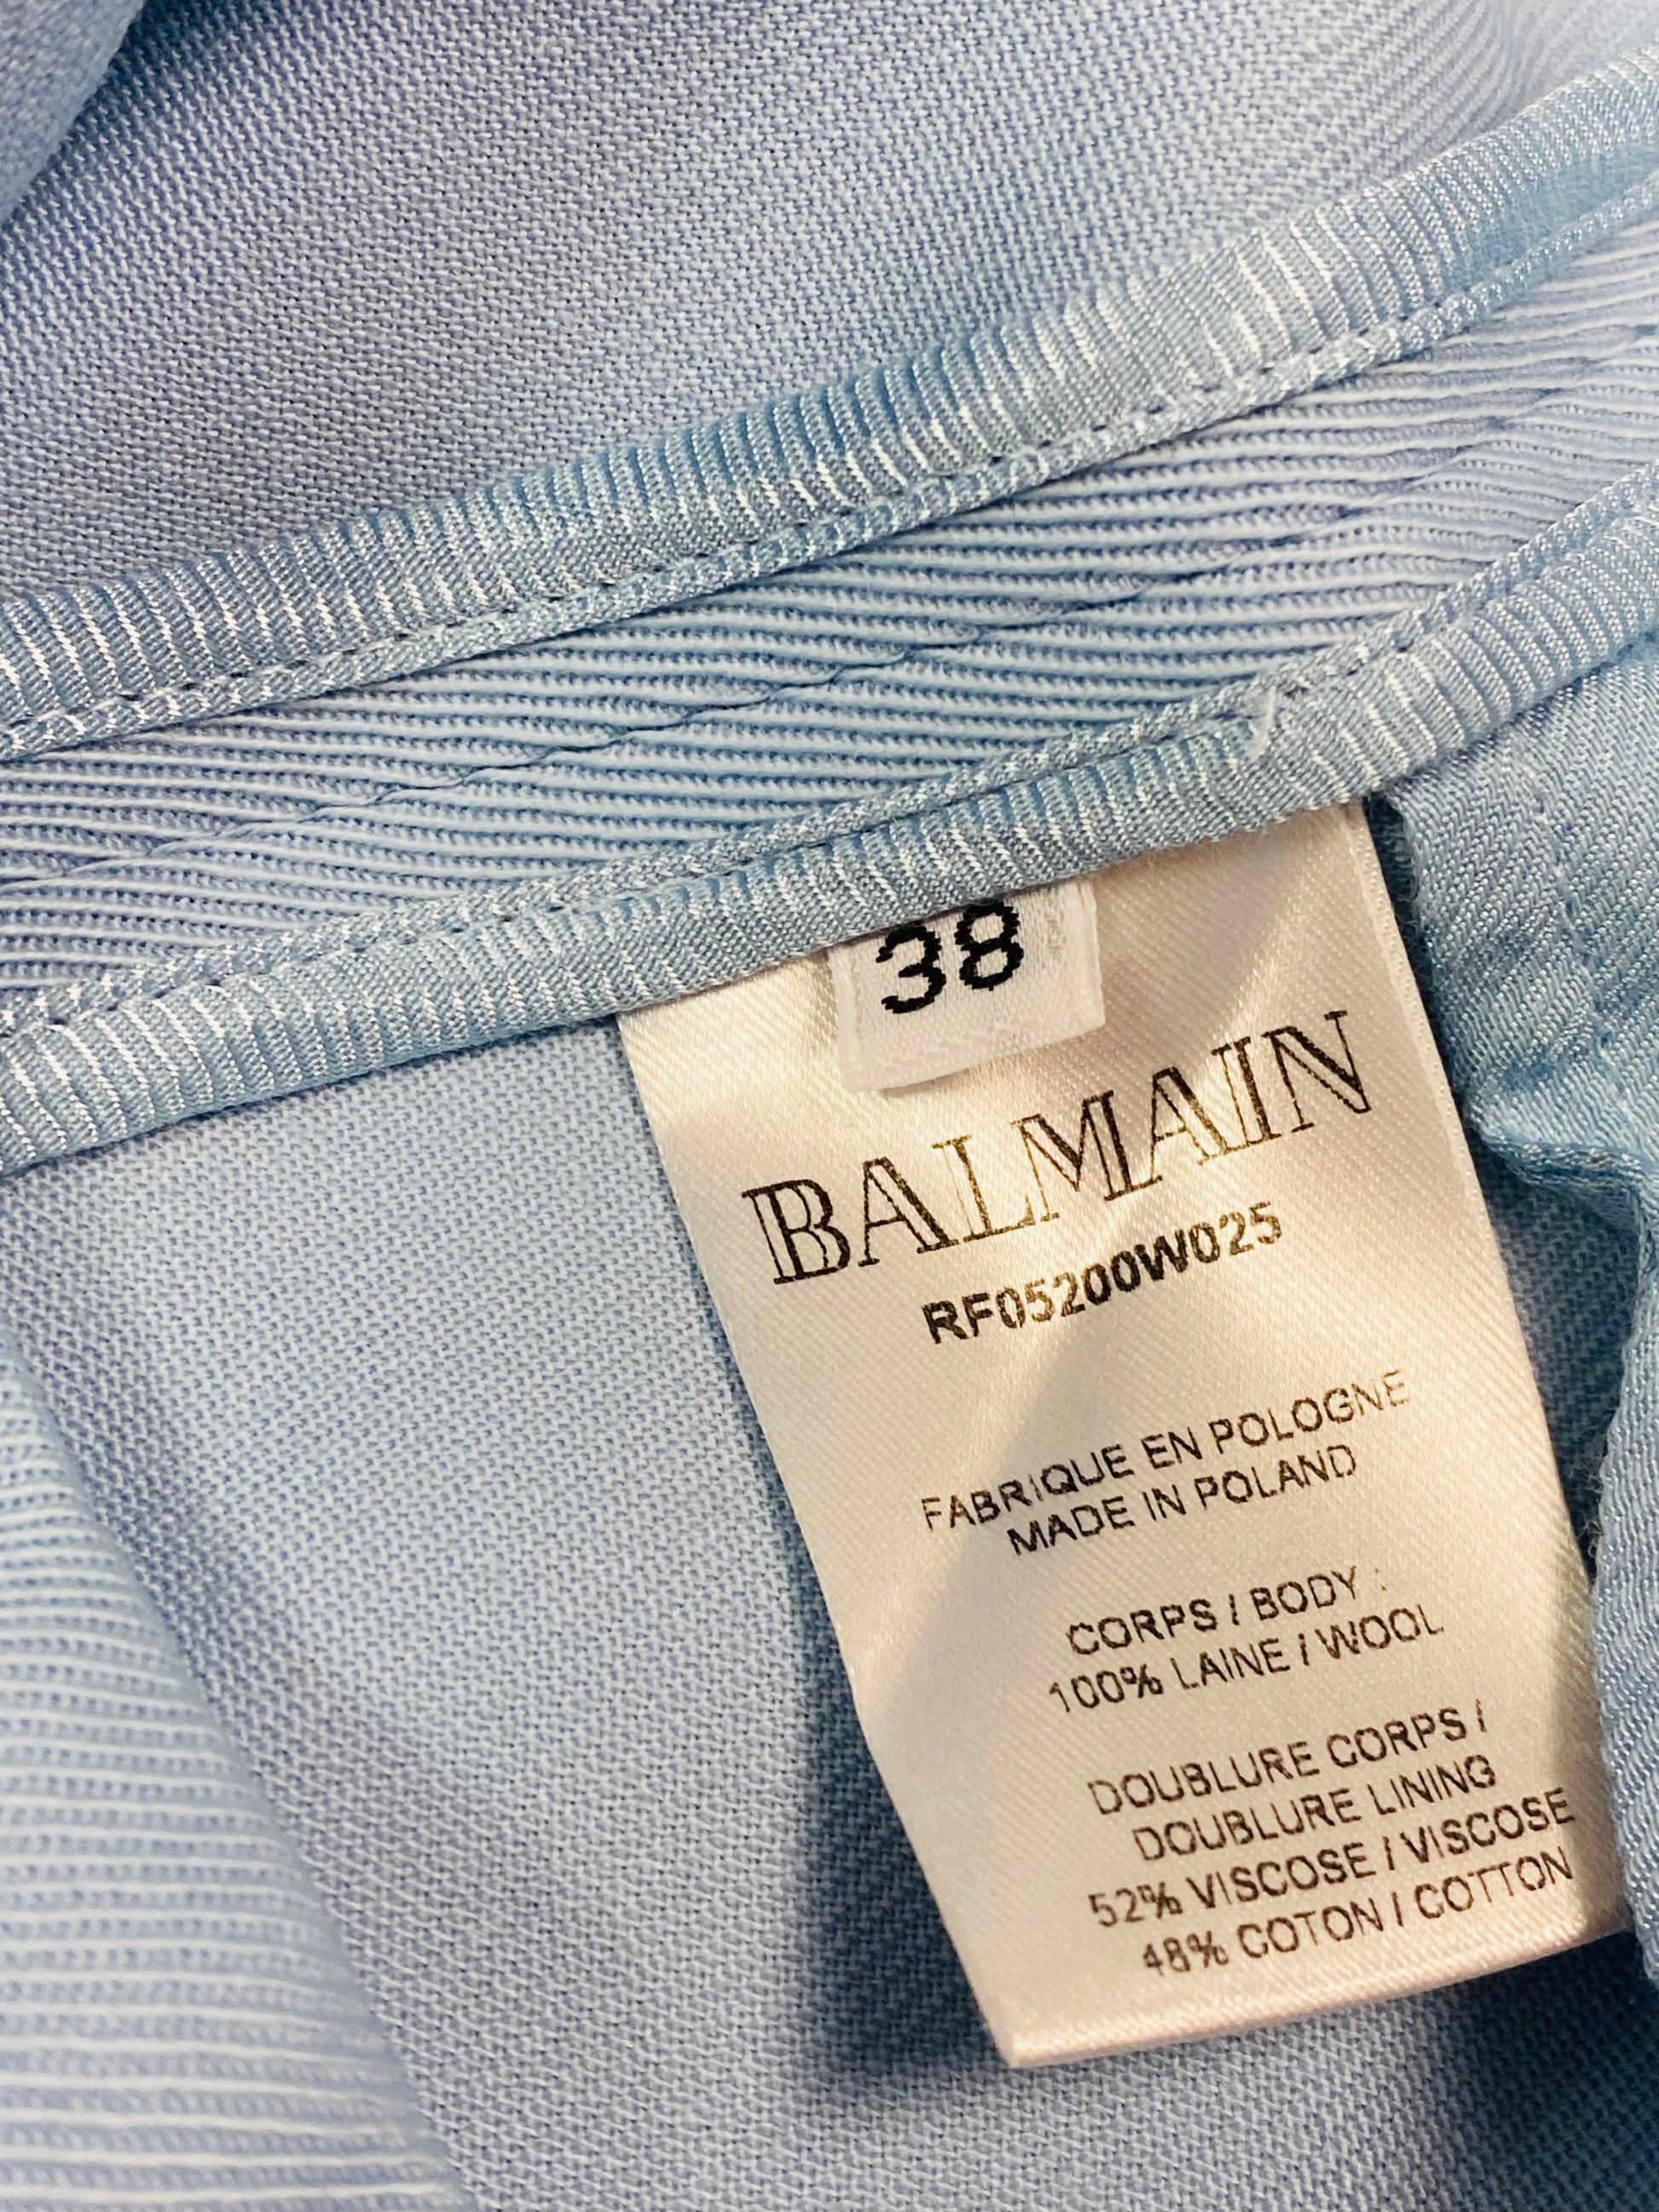 38
BALMAIN
RF05200W025
FABRIQUE EN POLOGNE
MADE IN POLAND
CORPS / BODY :
100% LAINE / WOOL
DOUBLURE CORPS /
DOUBLURE LINING
52% VISCOSE / VISCOSE
48% COTON / COTTON